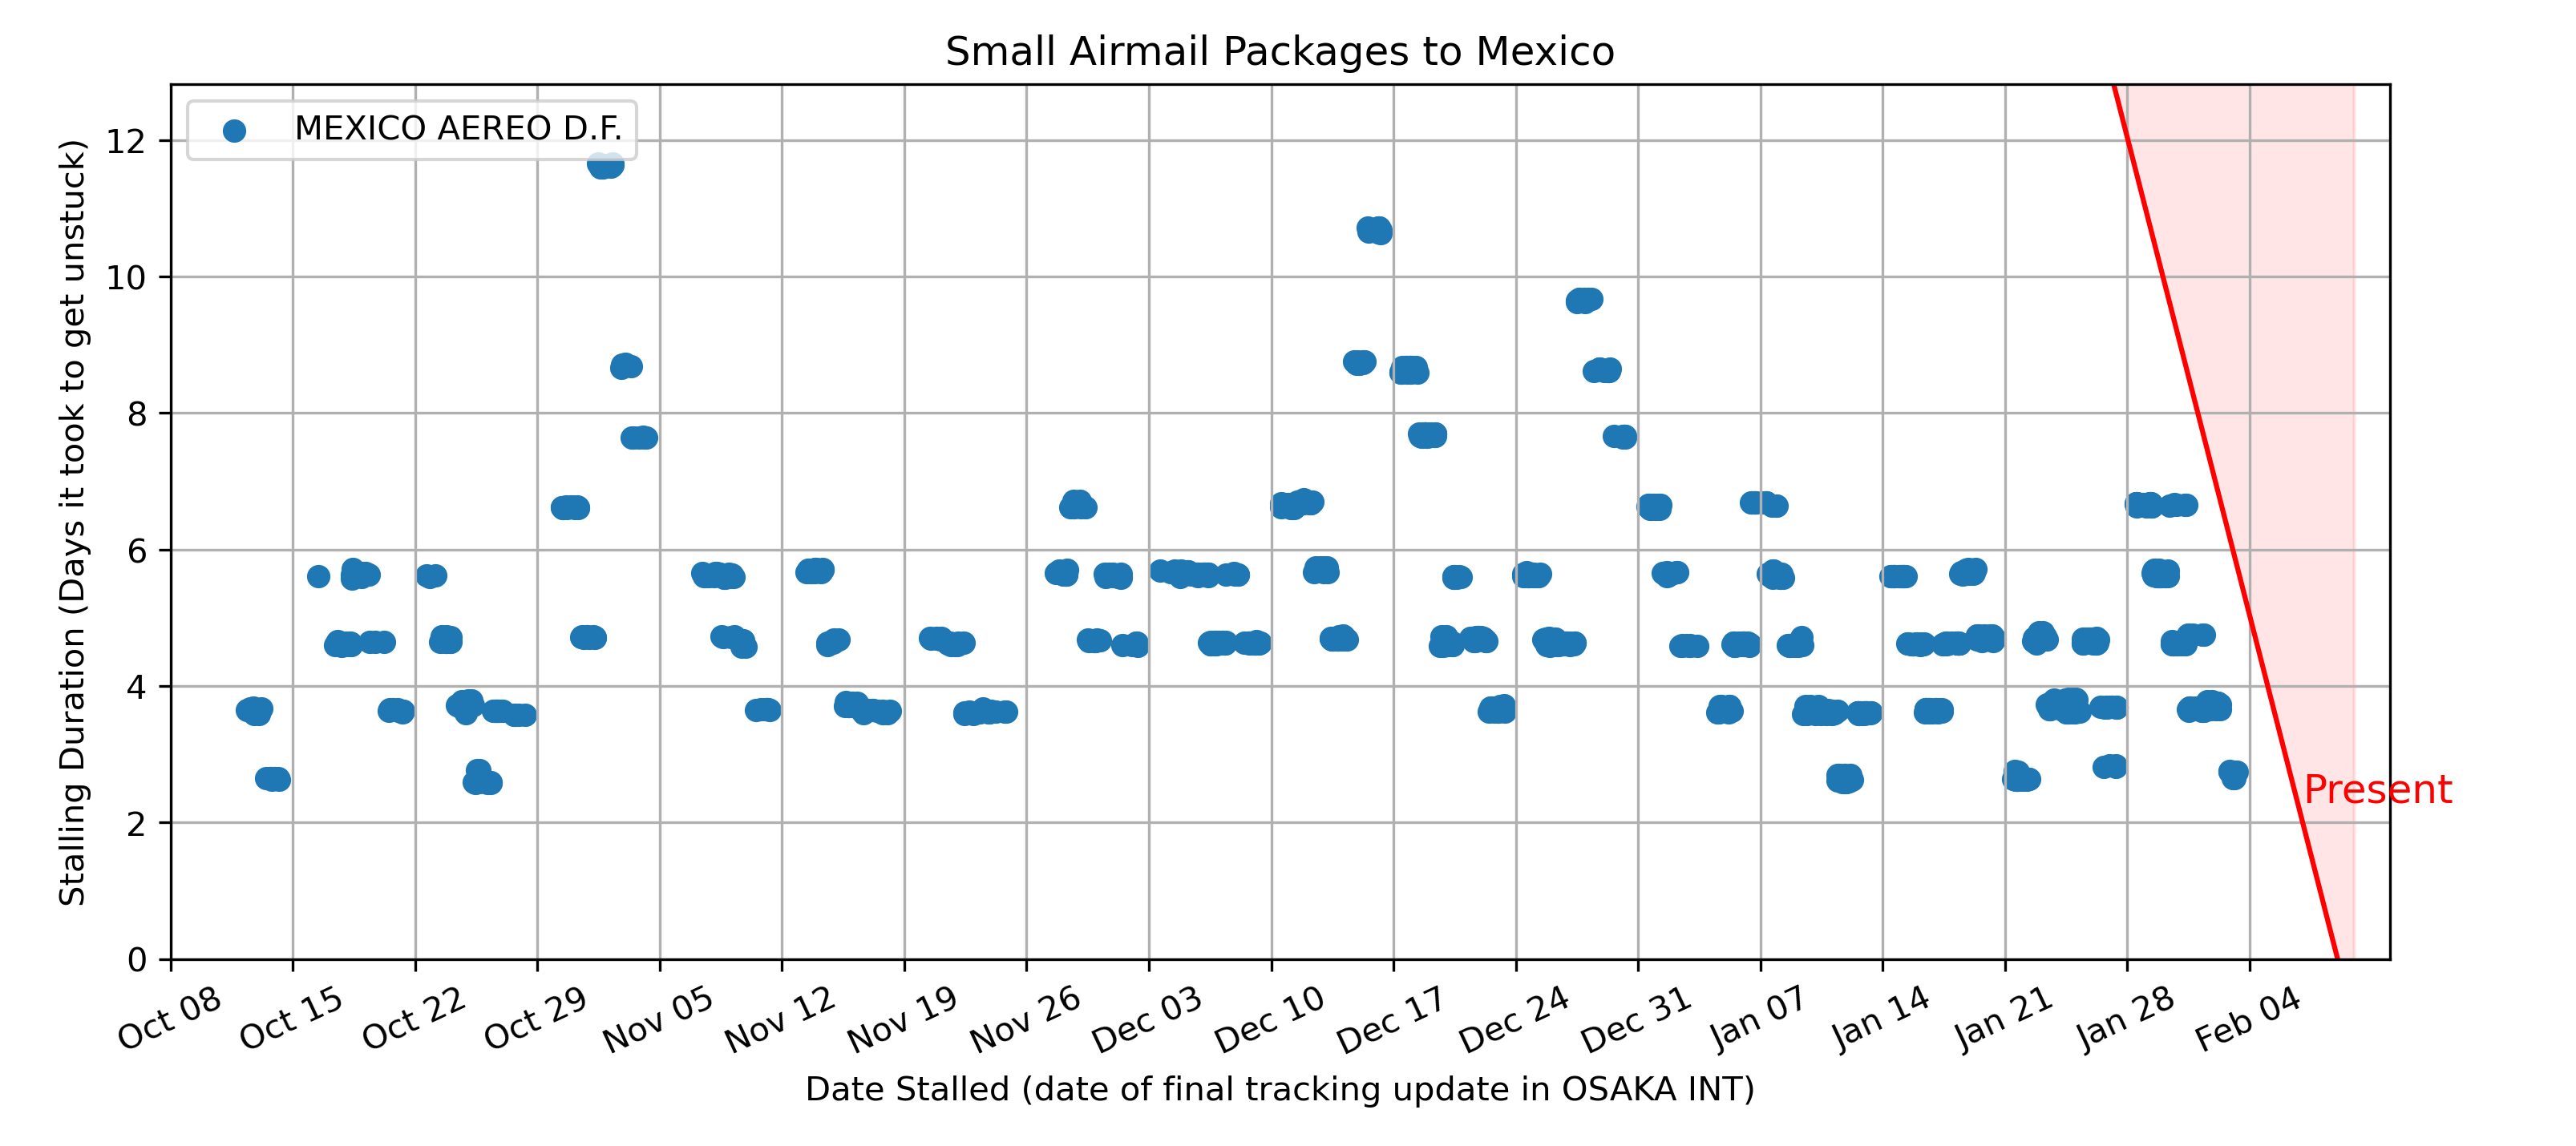 Small Airmail Packages to Mexico
MEXICO AEREO D.F.
Stalling Duration (Days it took to get unstuck)
12
10
8
6
4
2
0
Present
Oct 08
Oct 15
Oct 22
Oct 29
Nov 05
Nov 12
Nov 19
Nov 26
Dec 03
Dec 10
Dec 17
Dec 24
Dec 31
Jan 07
Jan 14
Jan 21
Jan 28
Feb 04
Date Stalled (date of final tracking update in OSAKA INT)